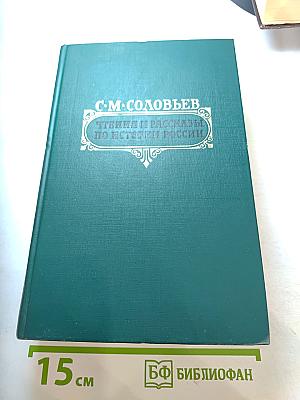 С·М·СОЛОВЬЕВ
ЧТЕНИЯ И РАССКАЗЫ
ПО ИСТОРИИ РОССИИ
15 см
БФ БИБЛИОФАН